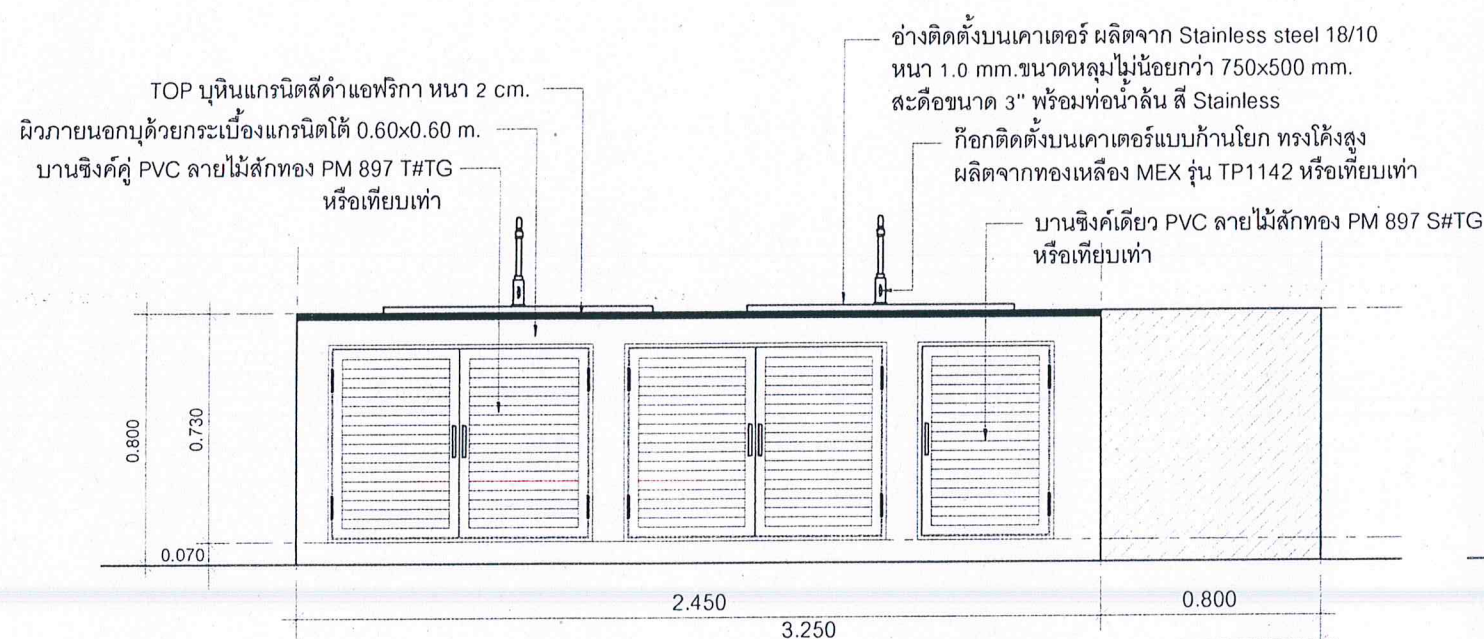 อ่างติดตั้งบนเคาเตอร์ ผลิตจาก Stainless steel 18/10
หนา 1.0 mm.ขนาดหลุมไม่น้อยกว่า 750x500 mm.
สะดือขนาด 3" พร้อมท่อน้ำล้น สี Stainless
TOP บุหินแกรนิตสีดำแอฟริกา หนา 2 cm.
ผิวภายนอกบุด้วยกระเบื้องแกรนิตโต้ 0.60x0.60 m.
บานซิงค์คู่ PVC ลายไม้สักทอง PM 897 T#TG
หรือเทียบเท่า
ก๊อกติดตั้งบนเคาเตอร์แบบก้านโยก ทรงโค้งสูง
ผลิตจากทองเหลือง MEX รุ่น TP1142 หรือเทียบเท่า
บานซิงค์เดียว PVC ลายไม้สักทอง PM 897 S#TG
หรือเทียบเท่า
0.800
0.730
0.070
2.450
0.800
3.250